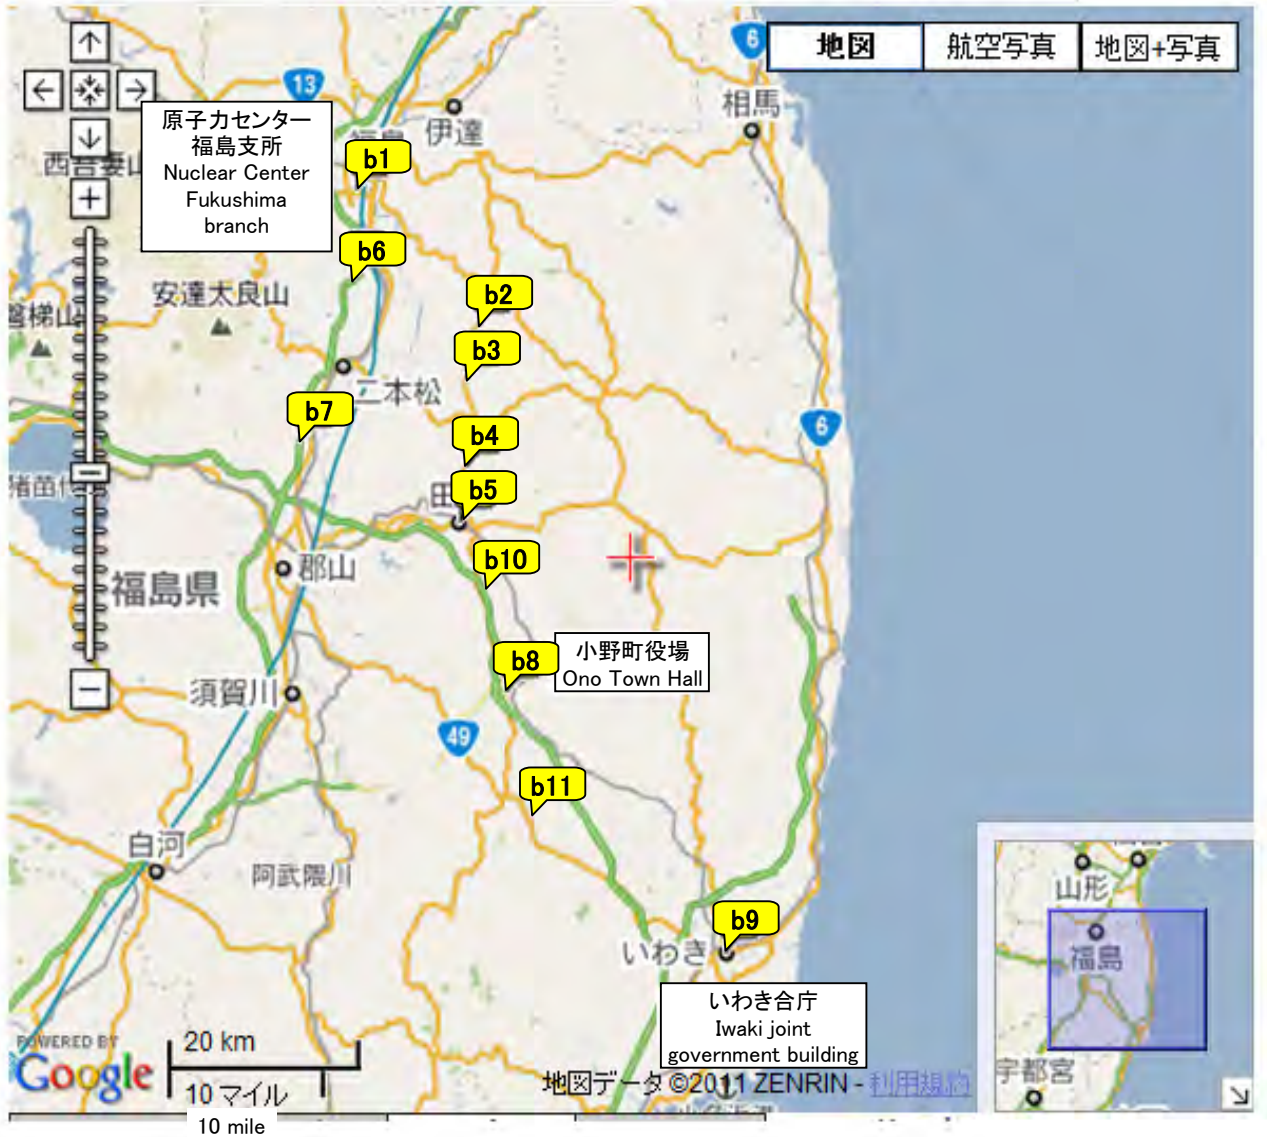 6
地図
航空写真
地図+写真
13
相馬
伊達
原子力センター
福島支所
Nuclear Center
Fukushima
branch
b1
b6
安達太良山
b2
b3
二本松
b7
b4
6
b5
b10
郡山
福島県
小野町役場
Ono Town Hall
b8
須賀川
49
b11
白河
阿武隈川
山形
福島
b9
いわき
いわき合庁
Iwaki joint
government building
POWERED BY
Google
20 km
10 マイル
10 mile
地図データ ©2011 ZENRIN - 利用規約
宇都宮